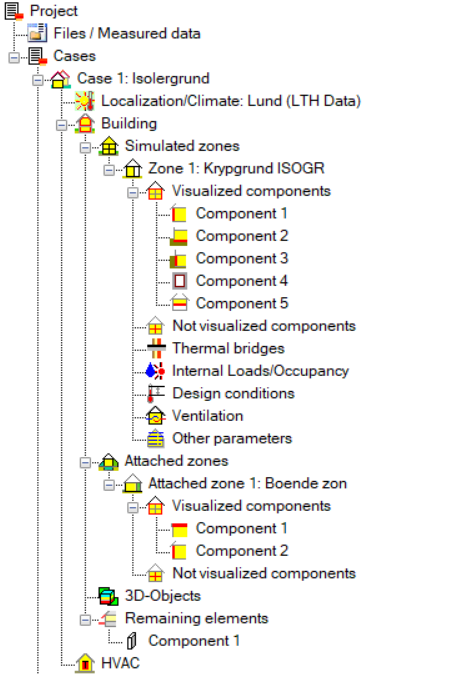 Project
Files / Measured data
Cases
Case 1: Isolergrund
Localization/Climate: Lund (LTH Data)
Building
Simulated zones
Zone 1: Krypgrund ISOGR
Visualized components
Component 1
Component 2
Component 3
Component 4
Component 5
Not visualized components
Thermal bridges
Internal Loads/Occupancy
Design conditions
Ventilation
Other parameters
Attached zones
Attached zone 1: Boende zon
Visualized components
Component 1
Component 2
Not visualized components
3D-Objects
Remaining elements
Component 1
HVAC